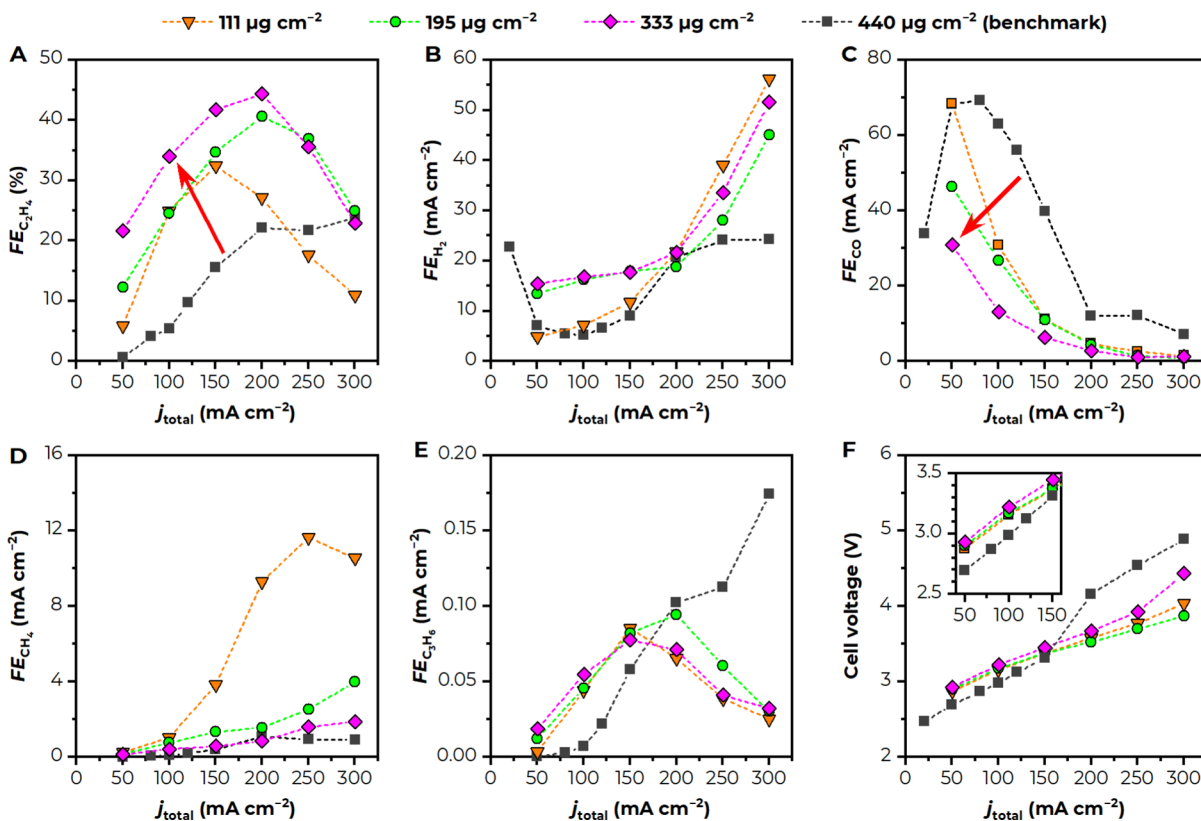 111 µg cm⁻² 195 µg cm⁻² 333 µg cm⁻² 440 µg cm⁻² (benchmark)
A
50
40
30
20
10
0
FE_C₂H₄ (%)
50 100 150 200 250 300
j_total (mA cm⁻²)
B
60
50
40
30
20
10
0
FE_H₂ (mA cm⁻²)
0 50 100 150 200 250 300
j_total (mA cm⁻²)
C
80
60
40
20
0
FE_CO (mA cm⁻²)
0 50 100 150 200 250 300
j_total (mA cm⁻²)
D
16
12
8
4
0
FE_CH₄ (mA cm⁻²)
50 100 150 200 250 300
j_total (mA cm⁻²)
E
0.20
0.15
0.10
0.05
0.00
FE_C₃H₆ (mA cm⁻²)
0 50 100 150 200 250 300
j_total (mA cm⁻²)
F
6
5
4
3
2
Cell voltage (V)
3.5
3.0
2.5
50 100 150
0 50 100 150 200 250 300
j_total (mA cm⁻²)